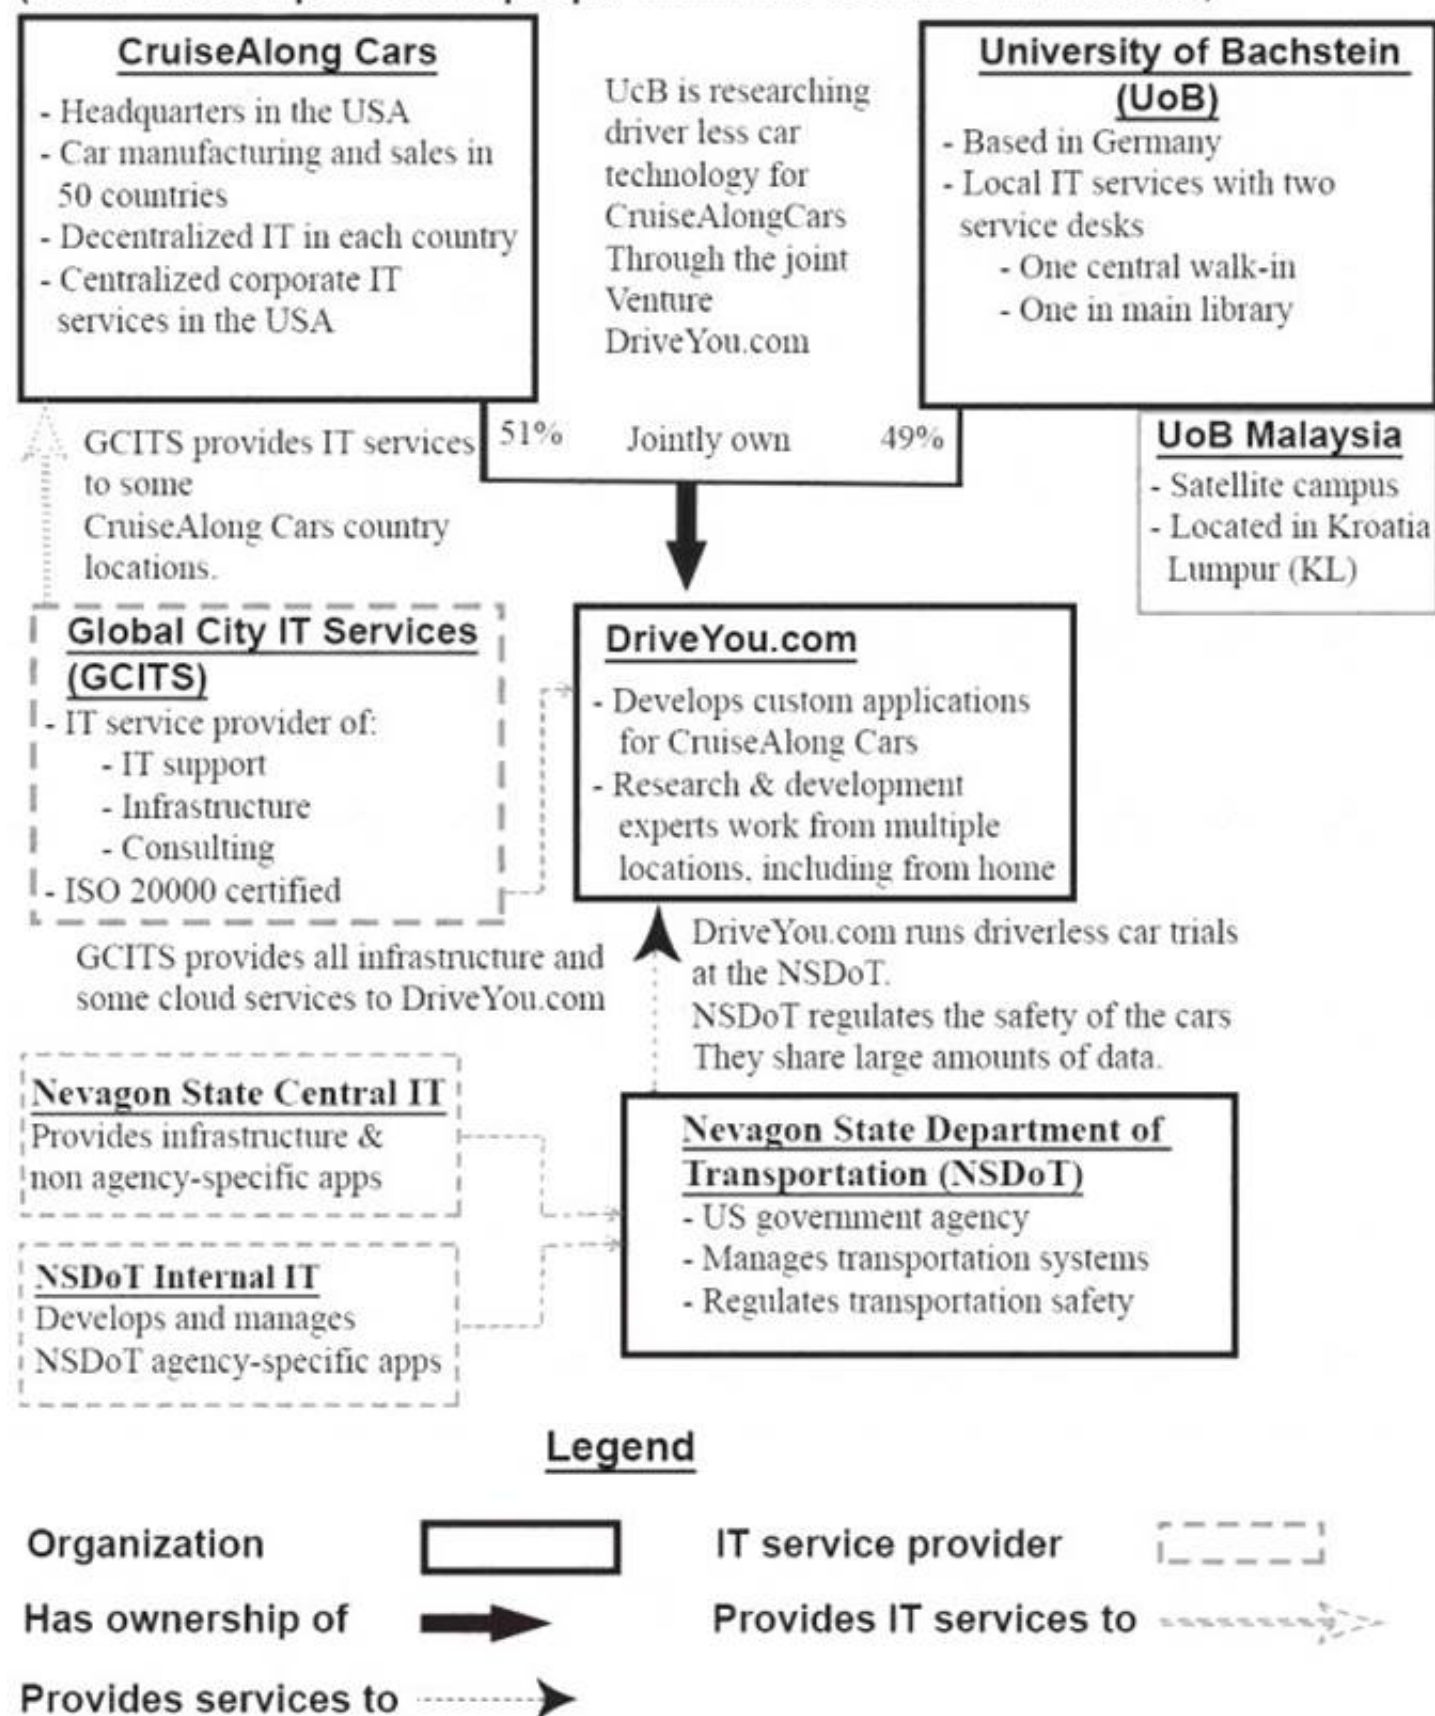 CruiseAlong Cars
- Headquarters in the USA
- Car manufacturing and sales in
50 countries
- Decentralized IT in each country
- Centralized corporate IT
services in the USA
UcB is researching
driver less car
technology for
CruiseAlongCars
Through the joint
Venture
DriveYou.com
University of Bachstein
(UoB)
- Based in Germany
- Local IT services with two
service desks
- One central walk-in
- One in main library
51% Jointly own 49%
UoB Malaysia
- Satellite campus
- Located in Kroatia
Lumpur (KL)
GCITS provides IT services
to some
CruiseAlong Cars country
locations.
Global City IT Services
(GCITS)
- IT service provider of:
- IT support
- Infrastructure
- Consulting
- ISO 20000 certified
DriveYou.com
- Develops custom applications
for CruiseAlong Cars
- Research & development
experts work from multiple
locations, including from home
GCITS provides all infrastructure and
some cloud services to DriveYou.com
DriveYou.com runs driverless car trials
at the NSDoT.
NSDoT regulates the safety of the cars
They share large amounts of data.
Nevagon State Central IT
Provides infrastructure &
non agency-specific apps
NSDoT Internal IT
Develops and manages
NSDoT agency-specific apps
Nevagon State Department of
Transportation (NSDoT)
- US government agency
- Manages transportation systems
- Regulates transportation safety
Legend
Organization
IT service provider
Has ownership of
Provides IT services to
Provides services to